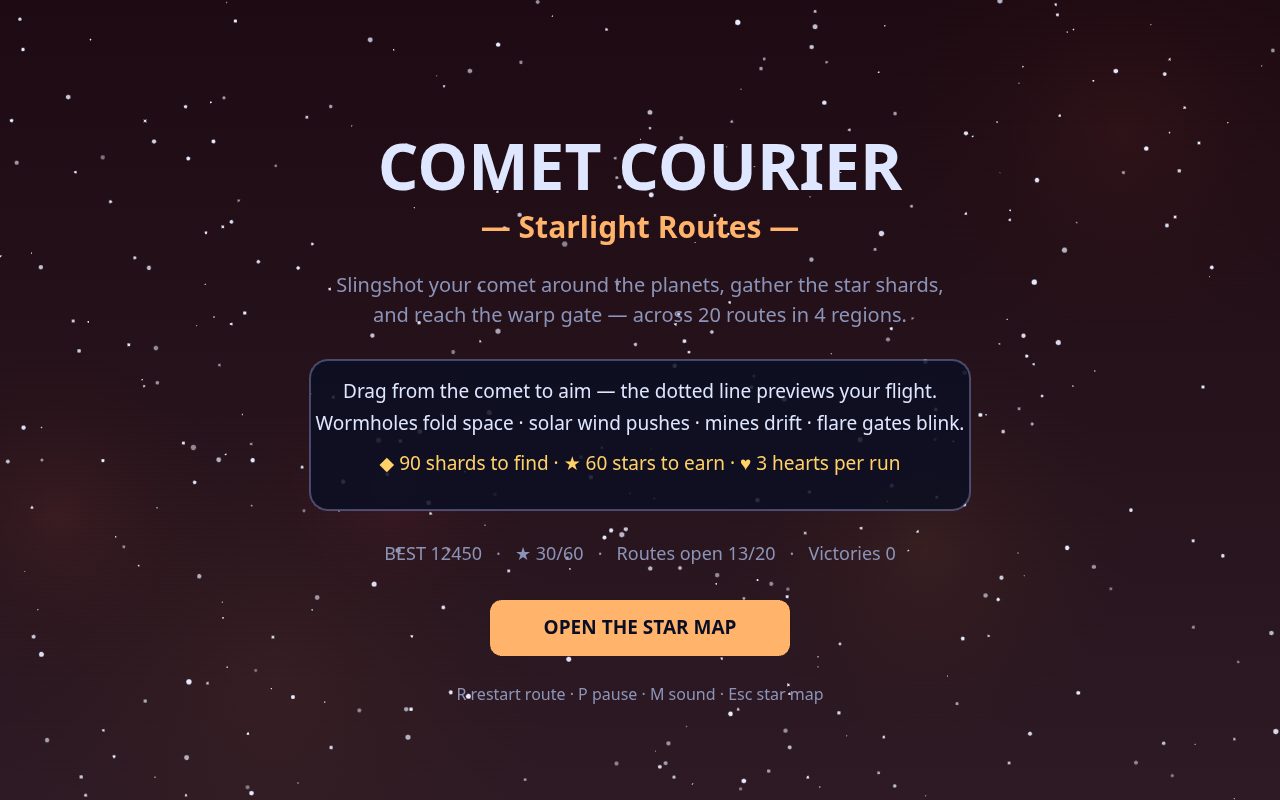 COMET COURIER
— Starlight Routes —
Slingshot your comet around the planets, gather the star shards,
and reach the warp gate — across 20 routes in 4 regions.
Drag from the comet to aim — the dotted line previews your flight.
Wormholes fold space · solar wind pushes · mines drift · flare gates blink.
◆ 90 shards to find · ★ 60 stars to earn · ♥ 3 hearts per run
BEST 12450 · ★ 30/60 · Routes open 13/20 · Victories 0
OPEN THE STAR MAP
R restart route · P pause · M sound · Esc star map